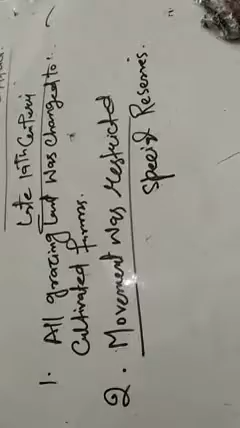 Late 19th Century
1. All grazing Land was changed to
Cultivated farms.
2. Movement was restricted
Special Reserves.